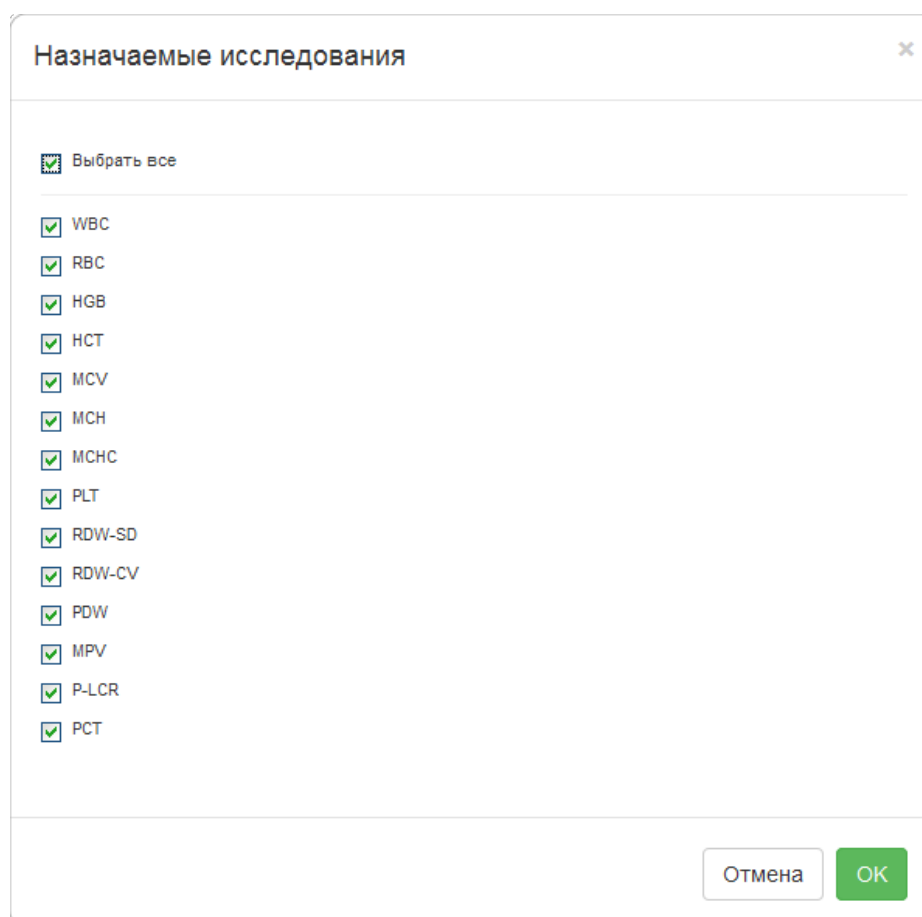 Назначаемые исследования
Выбрать все
WBC
RBC
HGB
HCT
MCV
MCH
MCHC
PLT
RDW-SD
RDW-CV
PDW
MPV
P-LCR
PCT
Отмена OK